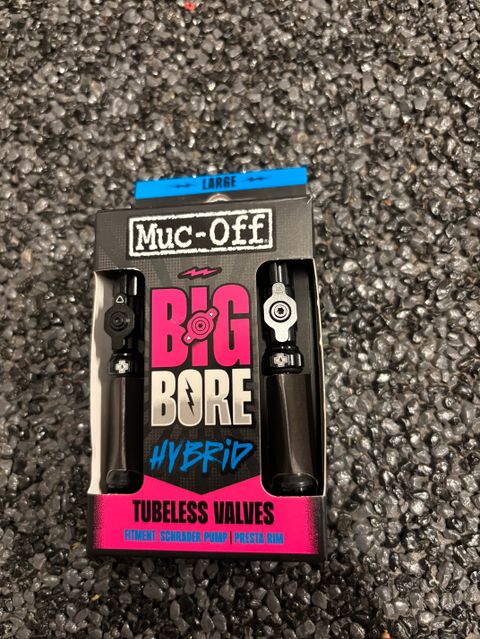 LARGE
Muc-Off
BIG
BORE
HYBRID
TUBELESS VALVES
FITMENT: SCHRADER PUMP | PRESTA RIM